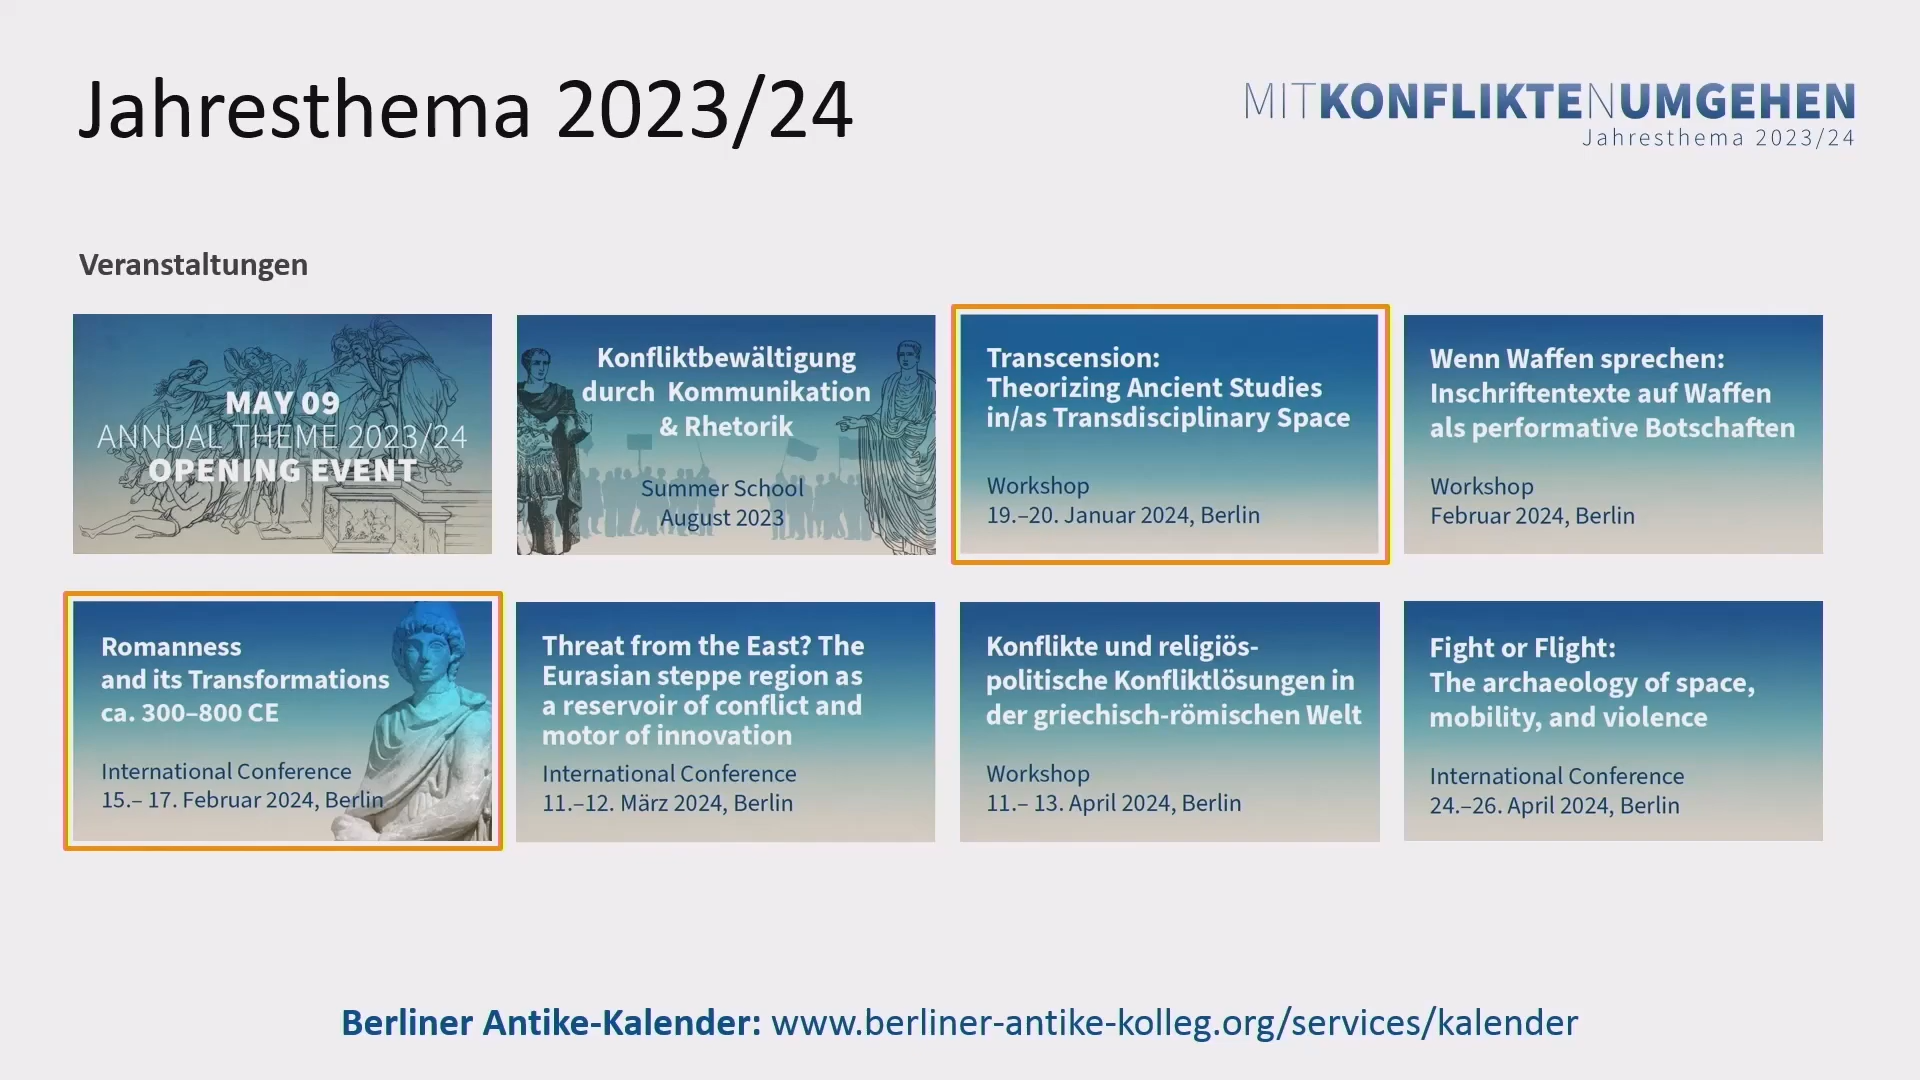 Jahresthema 2023/24
MITKONFLIKTENUMGEHEN
Jahresthema 2023/24
Veranstaltungen
MAY 09
ANNUAL THEME 2023/24
OPENING EVENT
Konfliktbewältigung
durch Kommunikation
& Rhetorik
Summer School
August 2023
Transcension:
Theorizing Ancient Studies
in/as Transdisciplinary Space
Workshop
19.–20. Januar 2024, Berlin
Wenn Waffen sprechen:
Inschriftentexte auf Waffen
als performative Botschaften
Workshop
Februar 2024, Berlin
Romanness
and its Transformations
ca. 300–800 CE
International Conference
15.– 17. Februar 2024, Berlin
Threat from the East? The
Eurasian steppe region as
a reservoir of conflict and
motor of innovation
International Conference
11.–12. März 2024, Berlin
Konflikte und religiös-
politische Konfliktlösungen in
der griechisch-römischen Welt
Workshop
11.– 13. April 2024, Berlin
Fight or Flight:
The archaeology of space,
mobility, and violence
International Conference
24.–26. April 2024, Berlin
Berliner Antike-Kalender: www.berliner-antike-kolleg.org/services/kalender